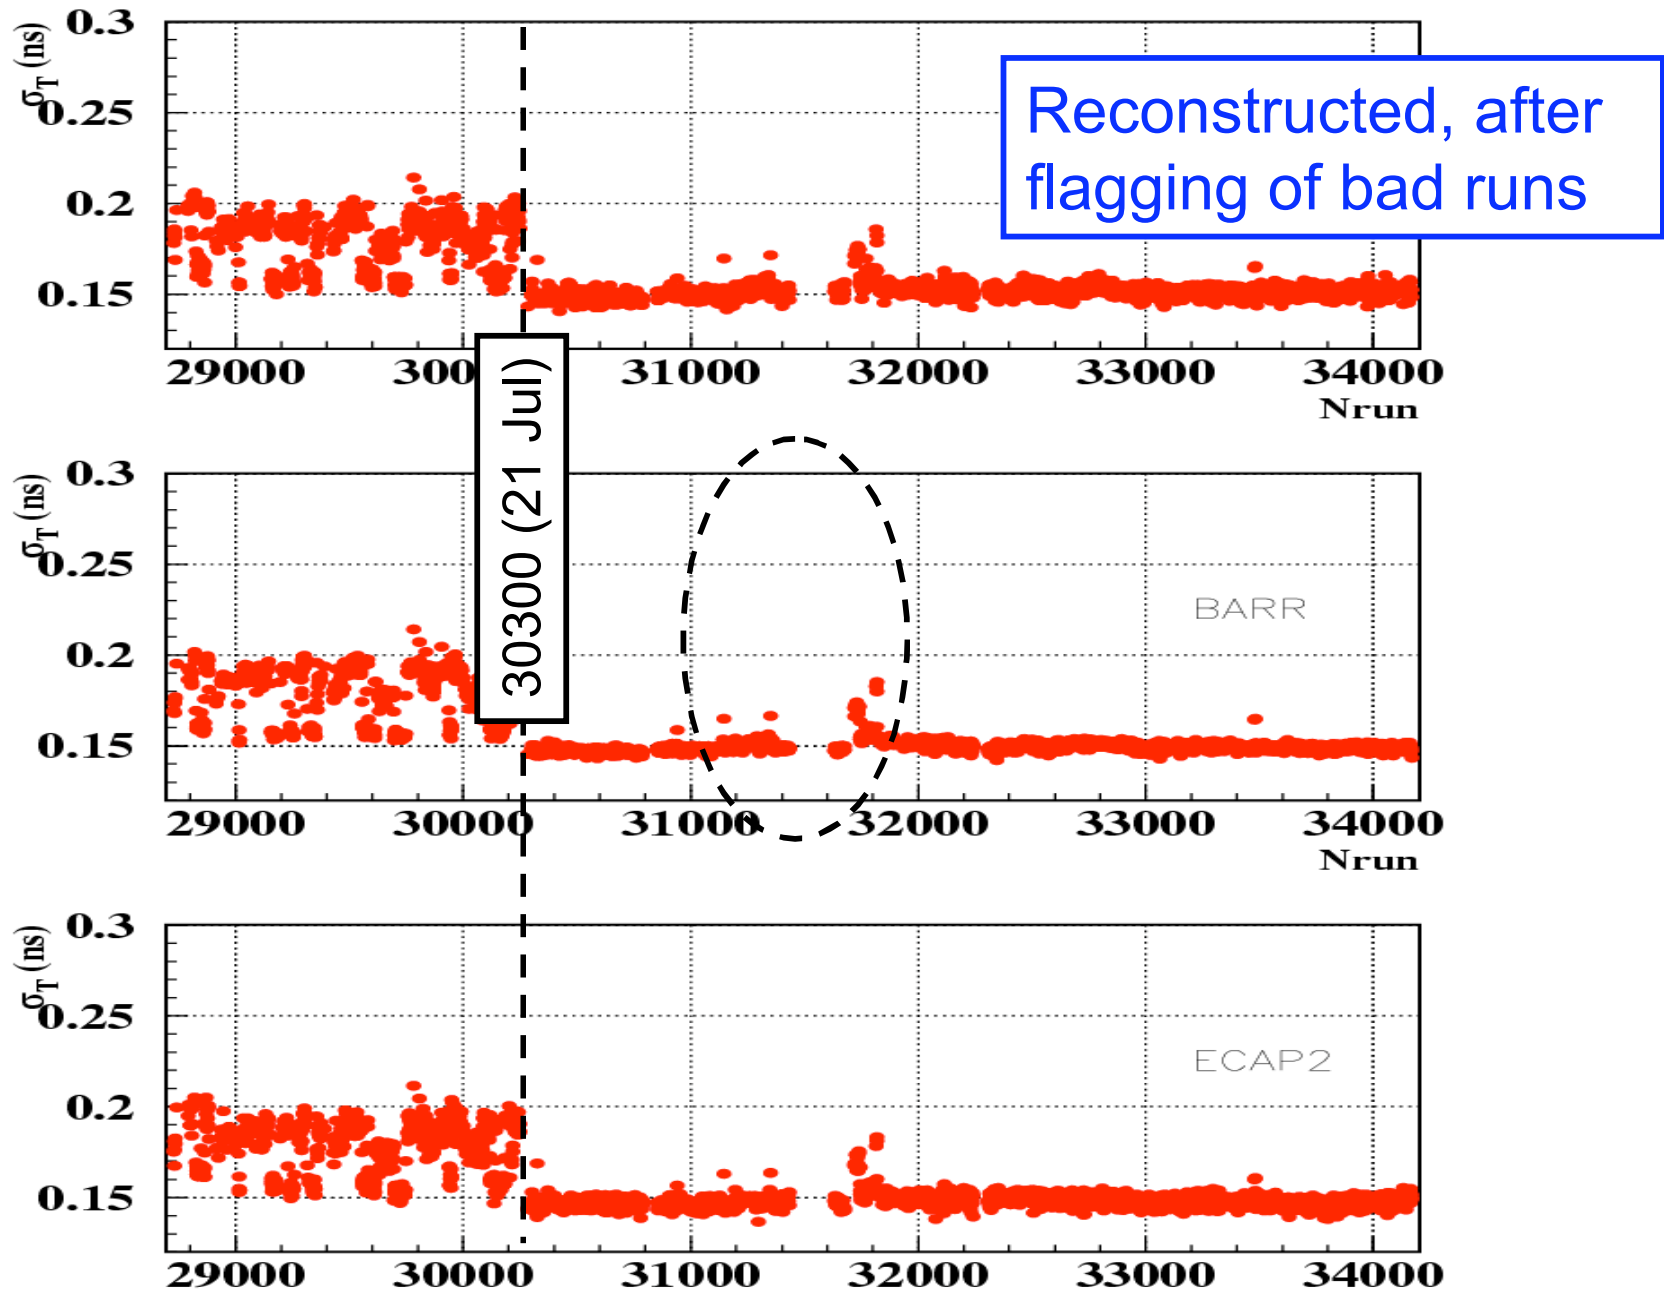 0.3
σT (ns)
0.25
0.2
0.15
Reconstructed, after
flagging of bad runs
29000 300 31000 32000 33000 34000
Nrun
30300 (21 Jul)
0.3
σT (ns)
0.25
0.2
0.15
BARR
29000 30000 31000 32000 33000 34000
Nrun
0.3
σT (ns)
0.25
0.2
0.15
ECAP2
29000 30000 31000 32000 33000 34000